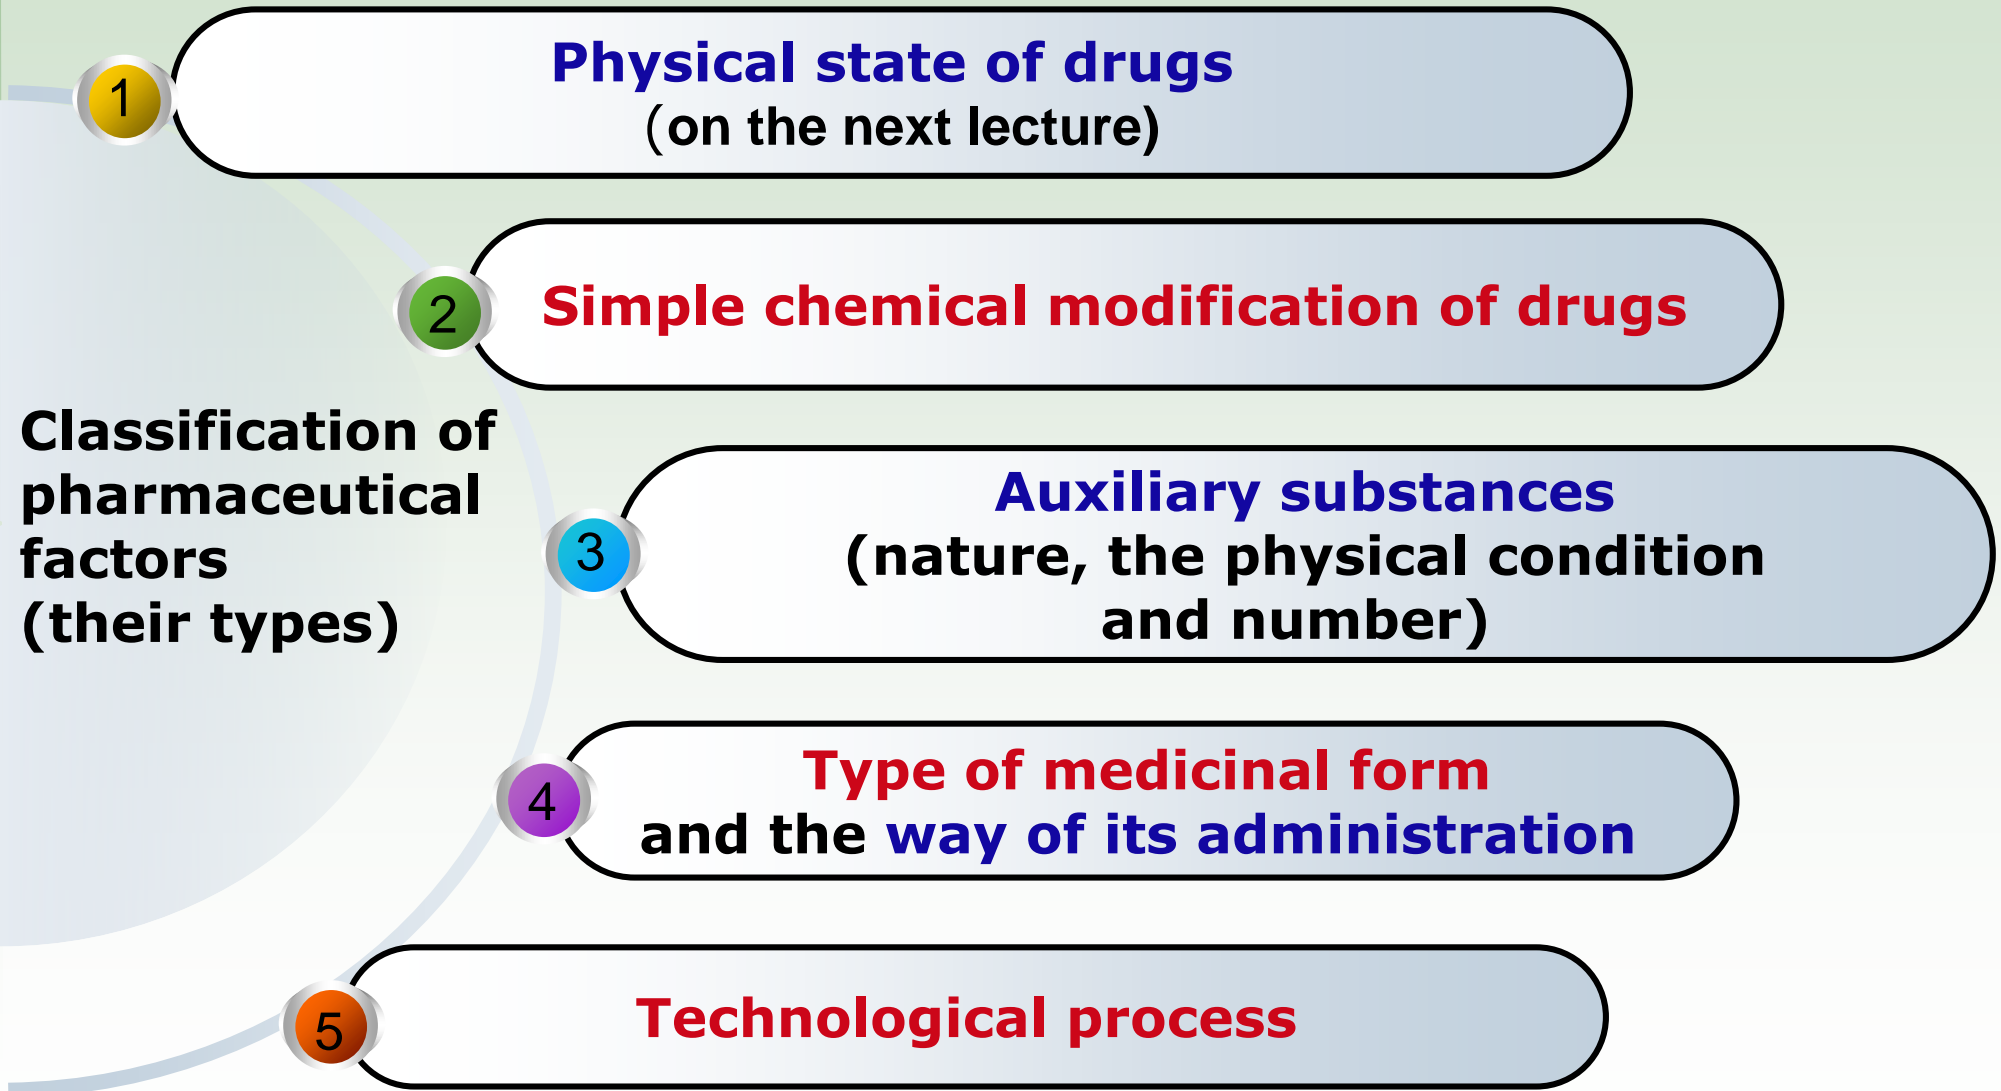 1
Physical state of drugs
(on the next lecture)
2
Simple chemical modification of drugs
Classification of
pharmaceutical
factors
(their types)
3
Auxiliary substances
(nature, the physical condition
and number)
4
Type of medicinal form
and the way of its administration
5
Technological process